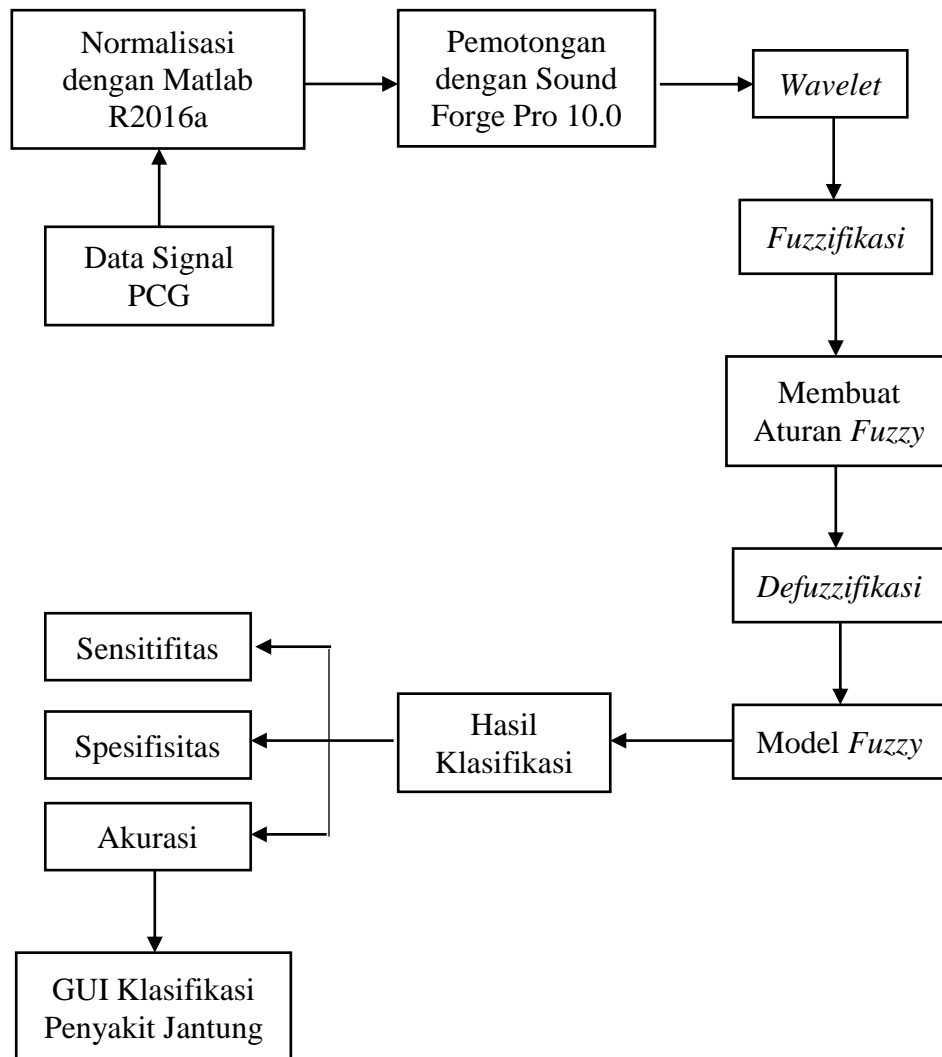 Normalisasi
dengan Matlab
R2016a
Pemotongan
dengan Sound
Forge Pro 10.0
Wavelet
Fuzzifikasi
Data Signal
PCG
Membuat
Aturan Fuzzy
Defuzzifikasi
Sensitifitas
Spesifisitas
Hasil
Klasifikasi
Model Fuzzy
Akurasi
GUI Klasifikasi
Penyakit Jantung